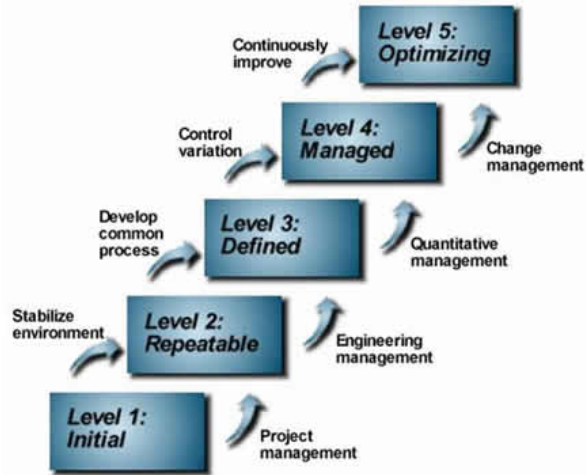 Continuously
improve
Level 5:
Optimizing
Control
variation
Level 4:
Managed
Change
management
Develop
common
process
Level 3:
Defined
Quantitative
management
Stabilize
environment
Level 2:
Repeatable
Engineering
management
Level 1:
Initial
Project
management